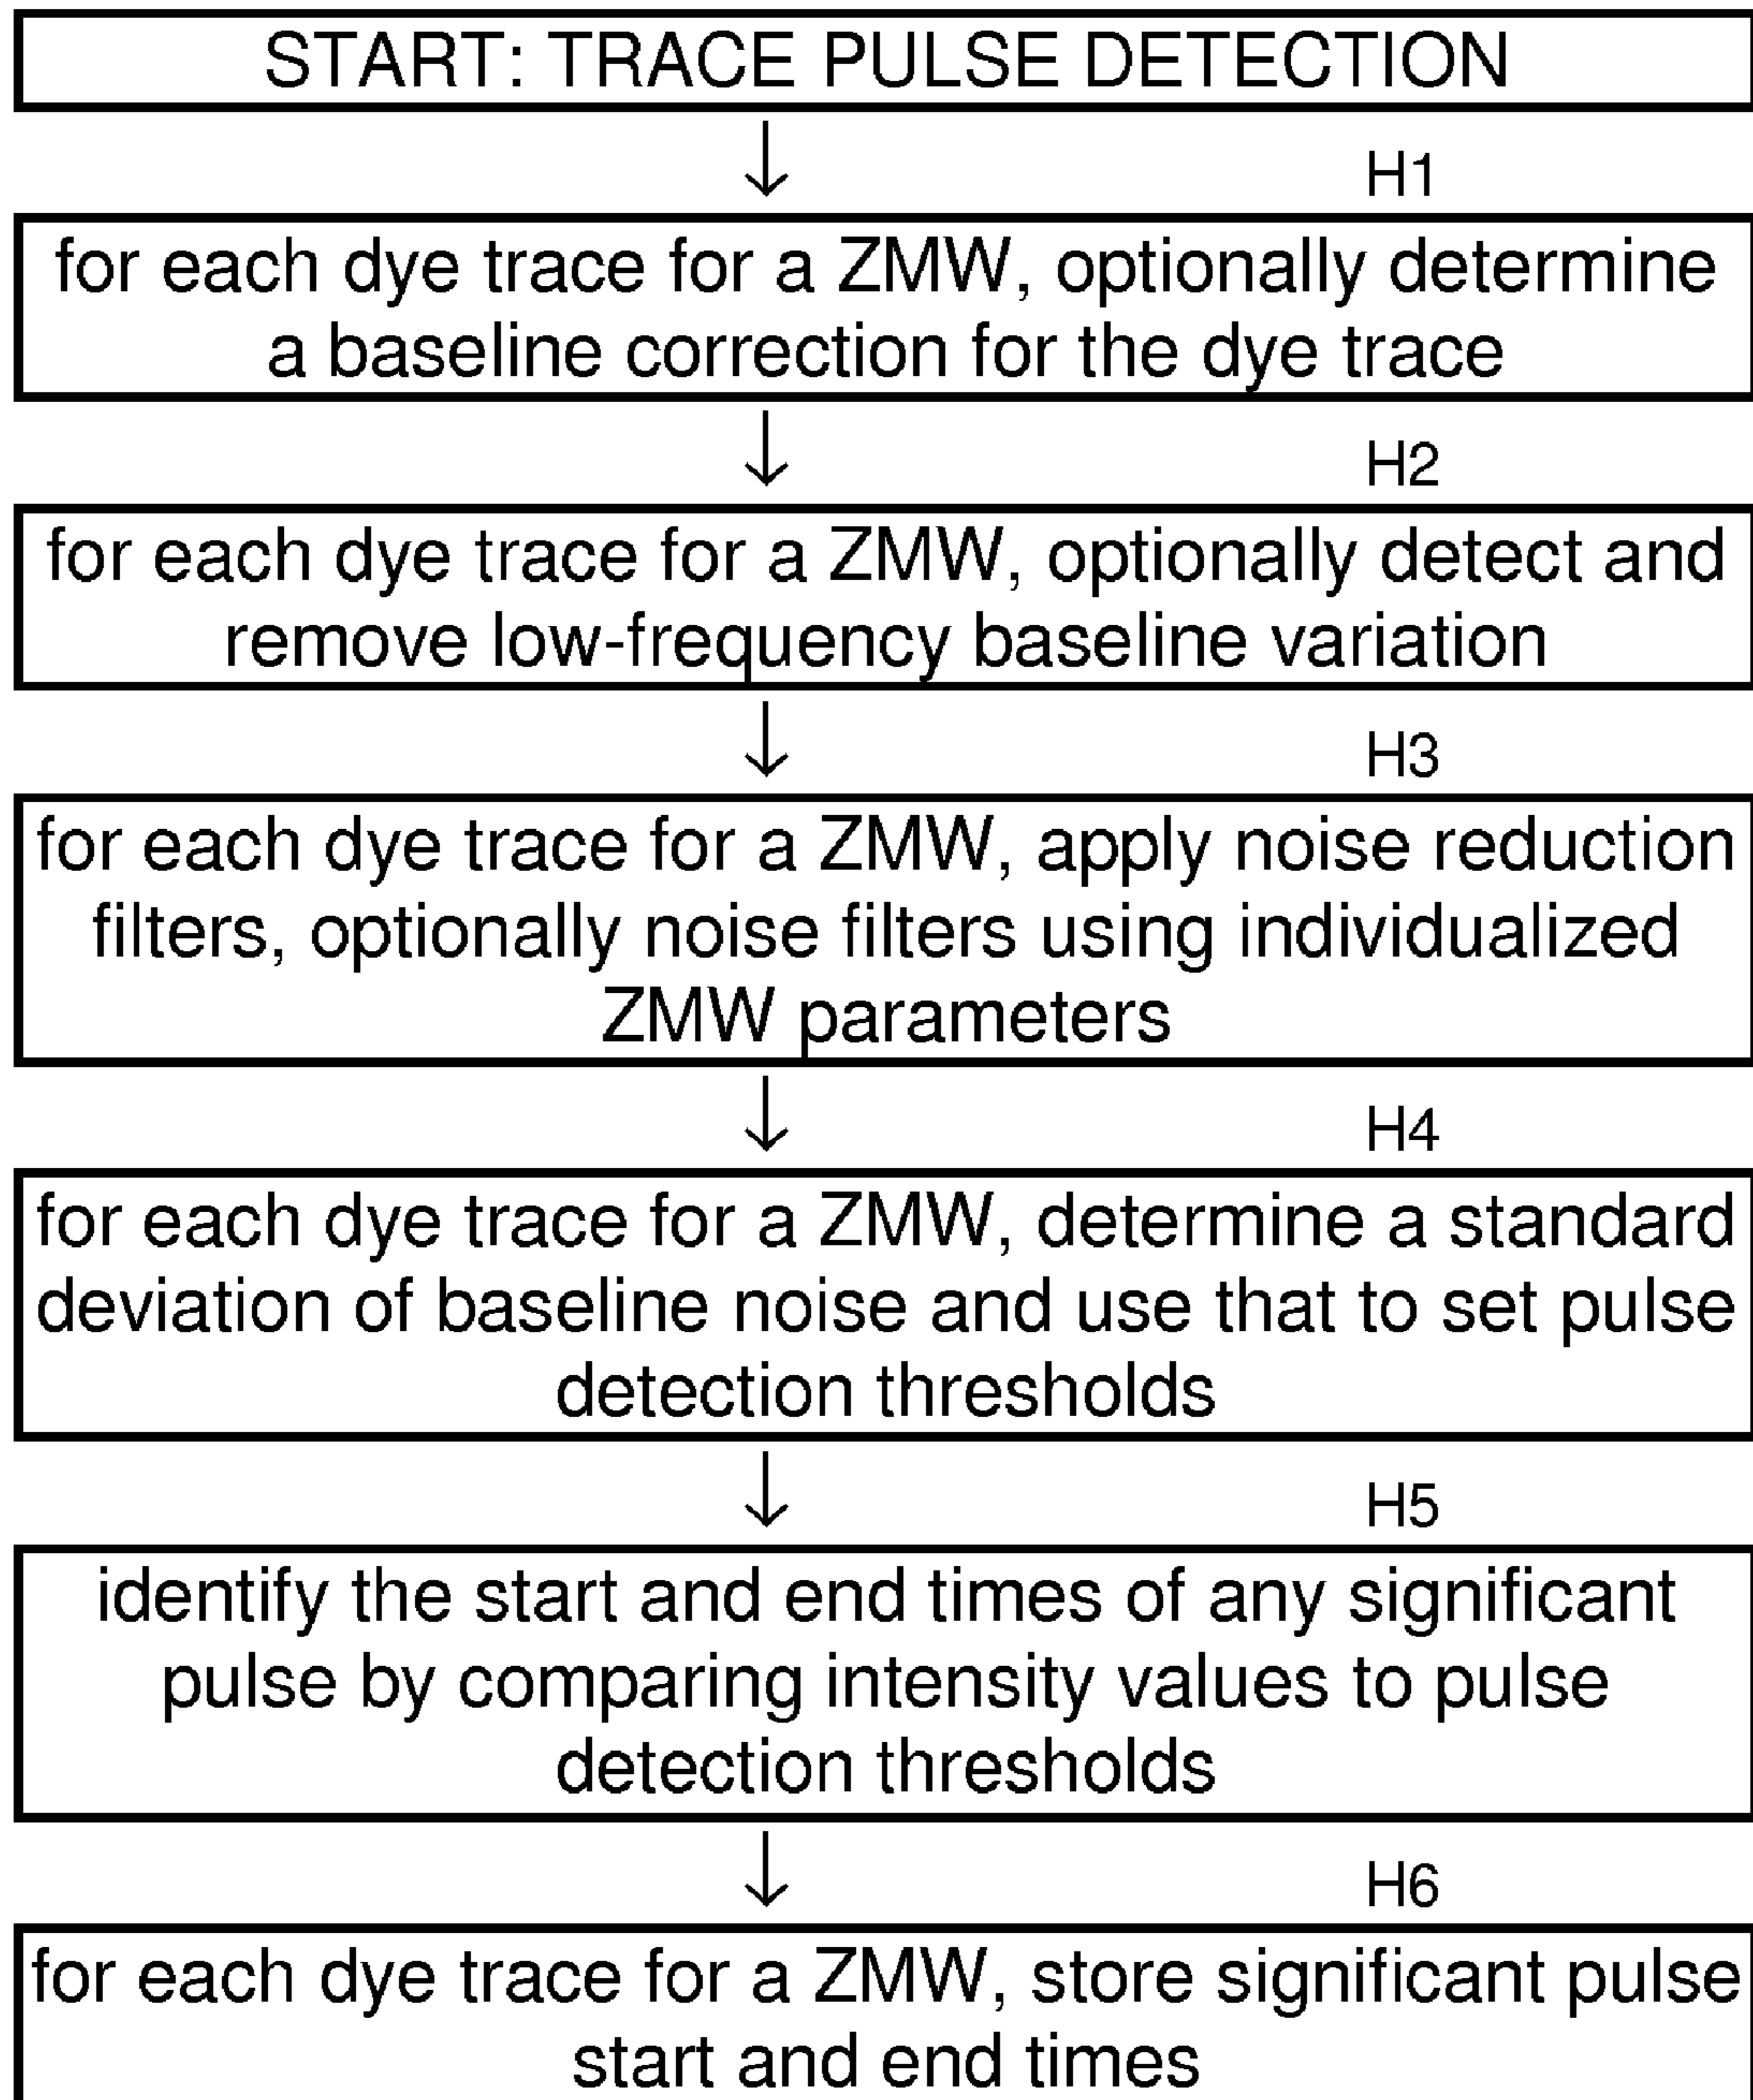 START: TRACE PULSE DETECTION
H1
for each dye trace for a ZMW, optionally determine
a baseline correction for the dye trace
H2
for each dye trace for a ZMW, optionally detect and
remove low-frequency baseline variation
H3
for each dye trace for a ZMW, apply noise reduction
filters, optionally noise filters using individualized
ZMW parameters
H4
for each dye trace for a ZMW, determine a standard
deviation of baseline noise and use that to set pulse
detection thresholds
H5
identify the start and end times of any significant
pulse by comparing intensity values to pulse
detection thresholds
H6
for each dye trace for a ZMW, store significant pulse
start and end times